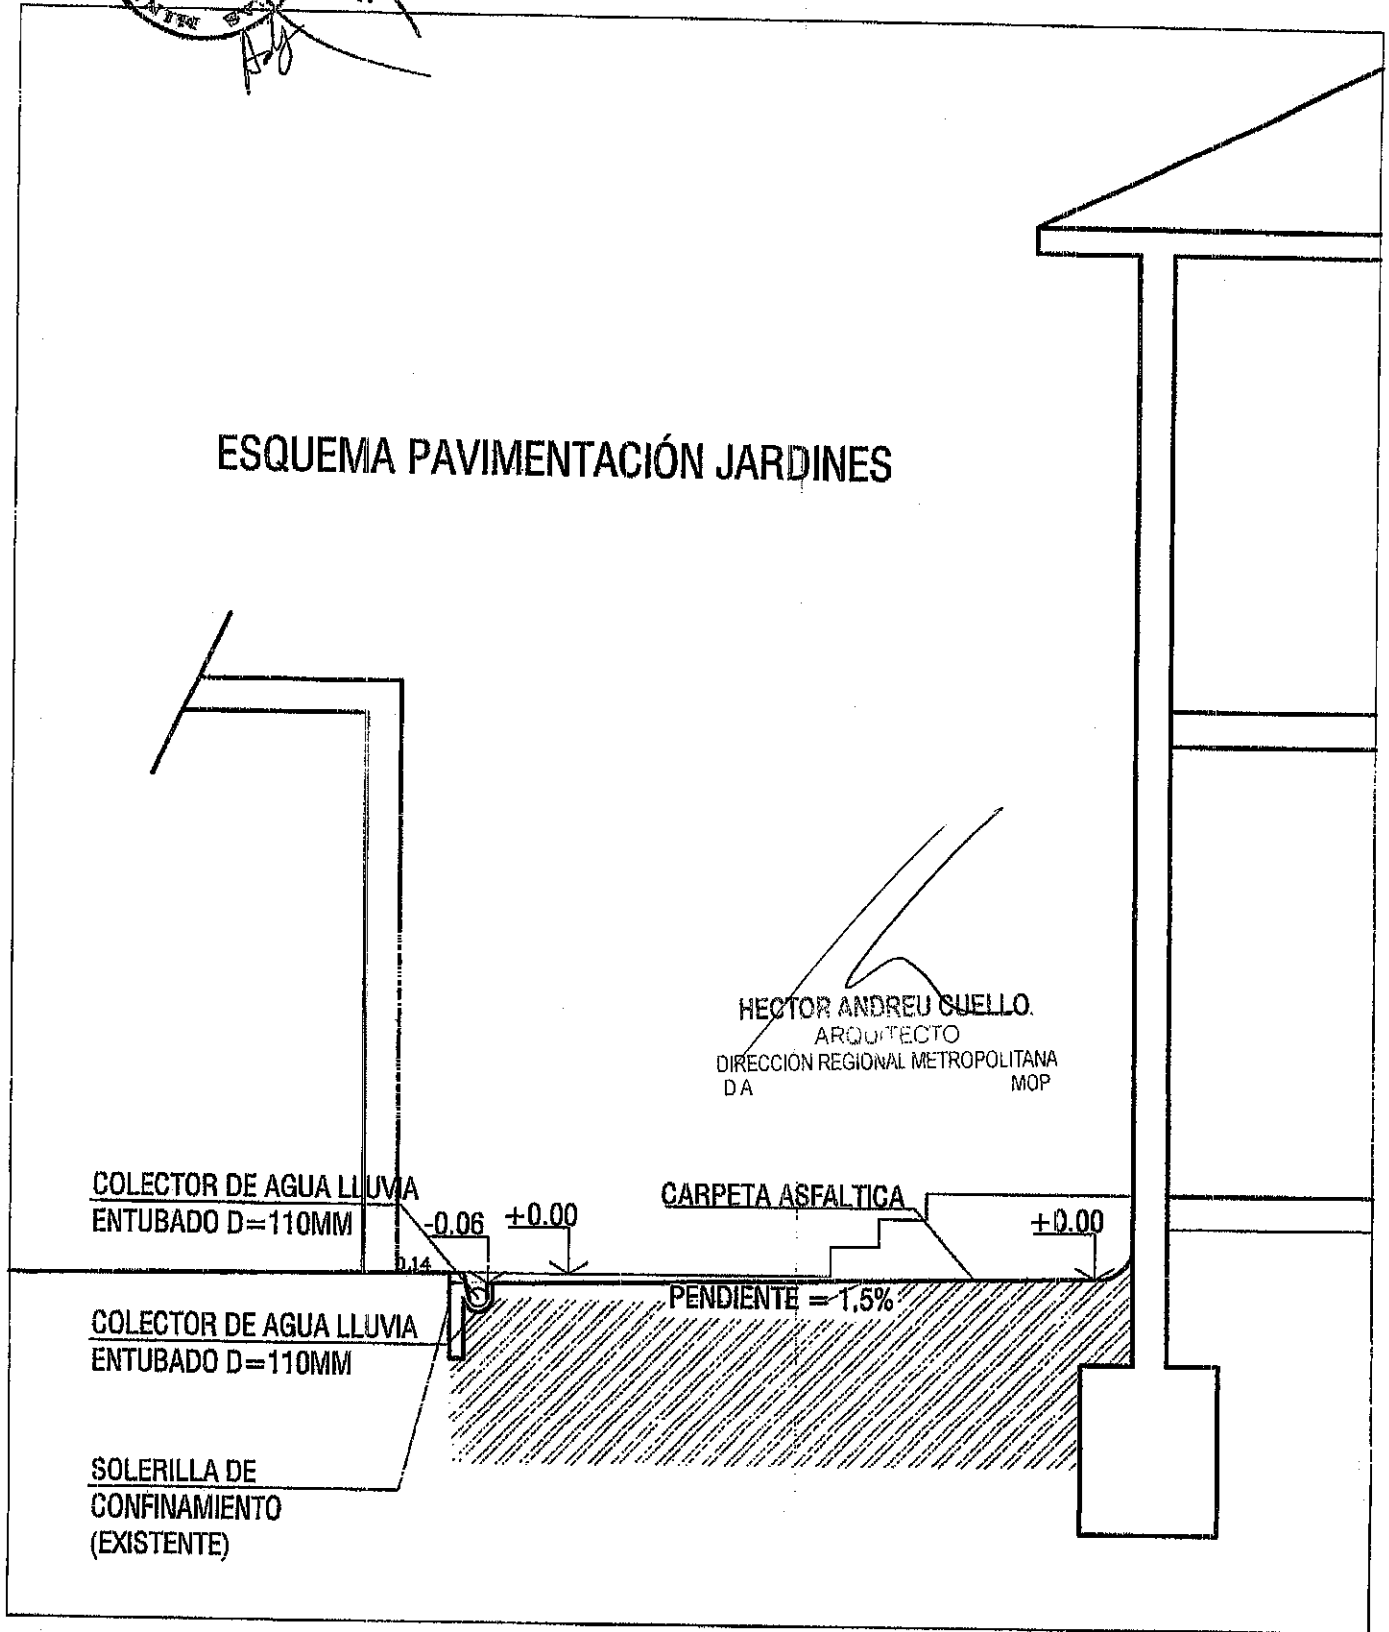 ESQUEMA PAVIMENTACIÓN JARDINES
HECTOR ANDREU CUELLO.
ARQUITECTO
DIRECCIÓN REGIONAL METROPOLITANA
D A MOP
COLECTOR DE AGUA LLUVIA
ENTUBADO D=110MM
-0.06
+0.00
CARPETA ASFALTICA
+0.00
0.14
PENDIENTE = 1,5%
COLECTOR DE AGUA LLUVIA
ENTUBADO D=110MM
SOLERILLA DE
CONFINAMIENTO
(EXISTENTE)